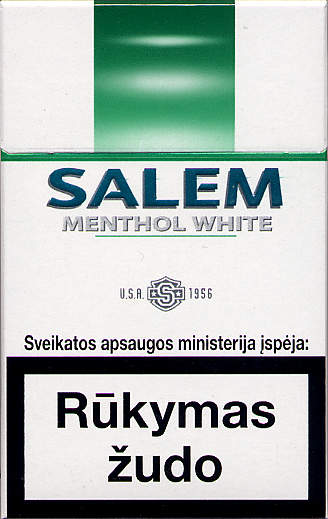 SALEM
MENTHOL WHITE
U.S.A. S 1956
Sveikatos apsaugos ministerija įspėja:
Rūkymas
žudo